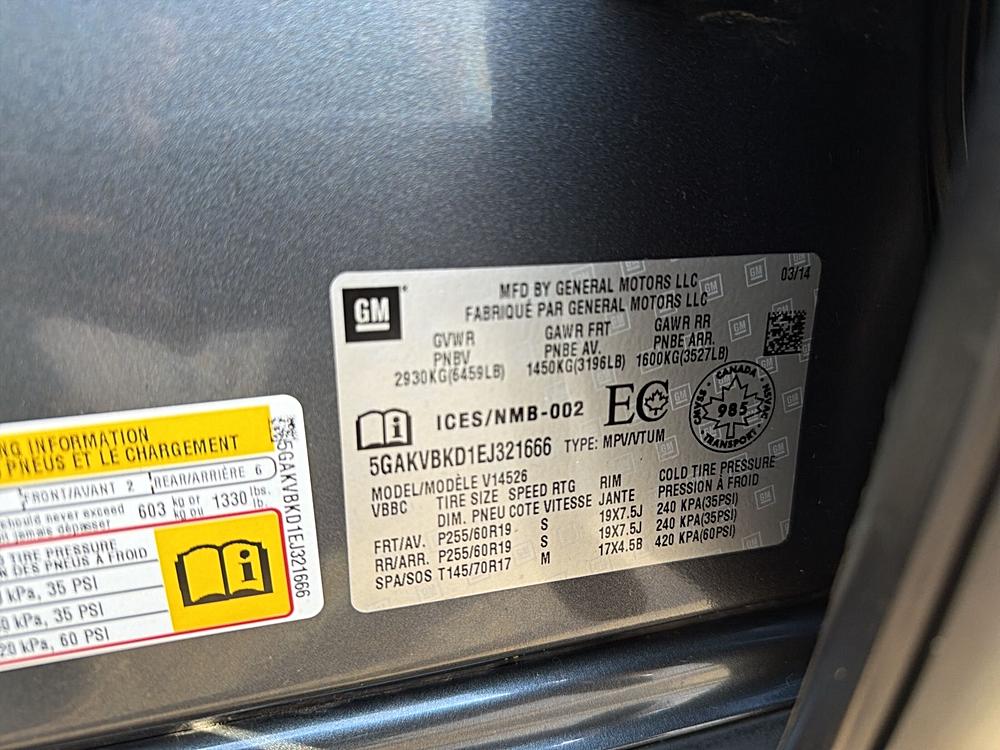 GM
MFD BY GENERAL MOTORS LLC
FABRIQUÉ PAR GENERAL MOTORS LLC
03/14
GVWR GAWR FRT GAWR RR
PNBV PNBE AV. PNBE ARR.
2930KG(6459LB) 1450KG(3196LB) 1600KG(3527LB)
ICES/NMB-002 EC
CANADA
985
TRANSPORT
5GAKVBKD1EJ321666 TYPE: MPV/VTUM
MODEL/MODÈLE V14526
VBBC TIRE SIZE SPEED RTG RIM COLD TIRE PRESSURE
DIM. PNEU COTE VITESSE JANTE PRESSION À FROID
FRT/AV. P255/60R19 S 19X7.5J 240 KPA(35PSI)
RR/ARR. P255/60R19 S 19X7.5J 240 KPA(35PSI)
SPA/SOS T145/70R17 M 17X4.5B 420 KPA(60PSI)
NG INFORMATION
PNEUS ET LE CHARGEMENT
FRONT/AVANT 2 REAR/ARRIÈRE 6
should never exceed 603 kg or 1330 lbs.
jamais dépasser kg ou lb.
TIRE PRESSURE
DES PNEUS À FROID
kPa, 35 PSI
kPa, 35 PSI
20 kPa, 60 PSI
5GAKVBKD1EJ321666